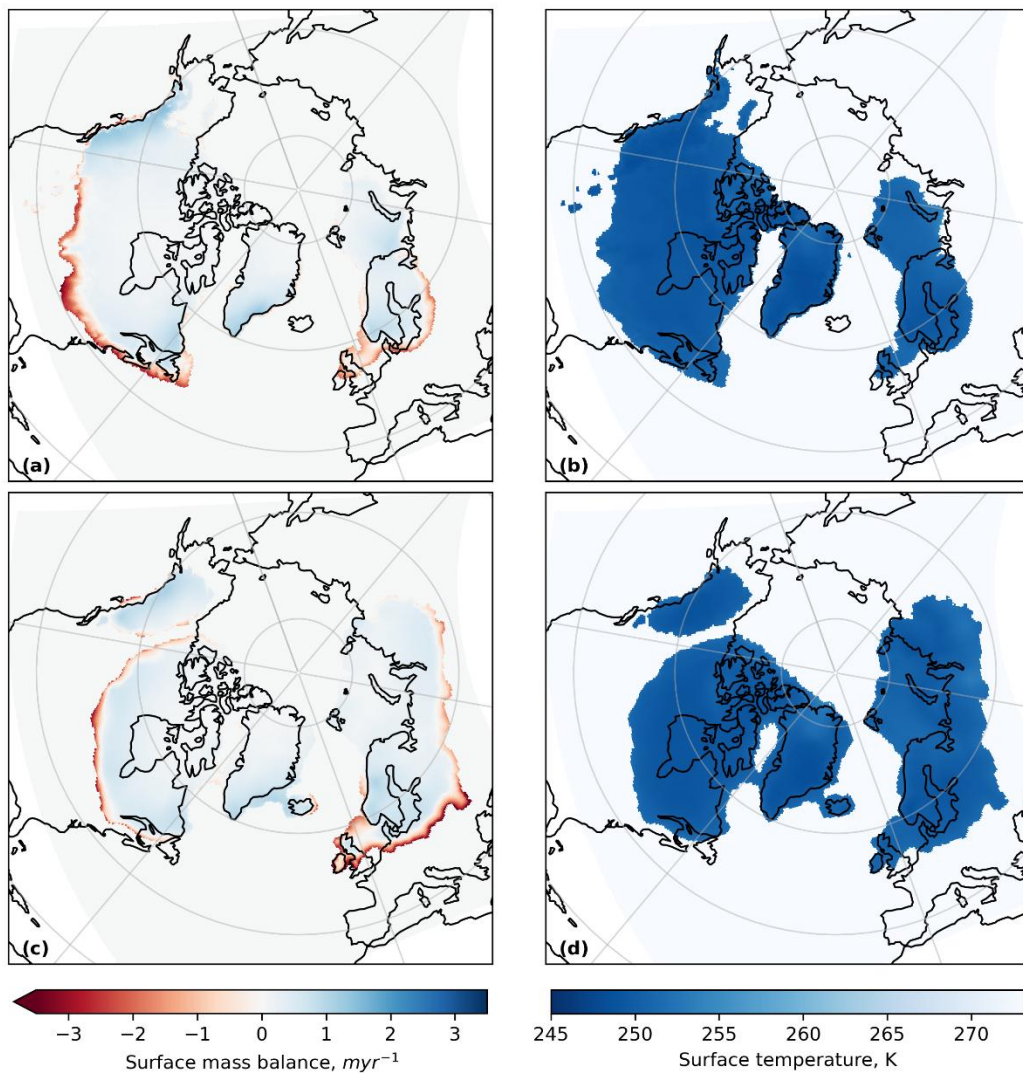 (a)
(b)
(c)
(d)
−3 −2 −1 0 1 2 3
Surface mass balance, myr⁻¹
245 250 255 260 265 270
Surface temperature, K